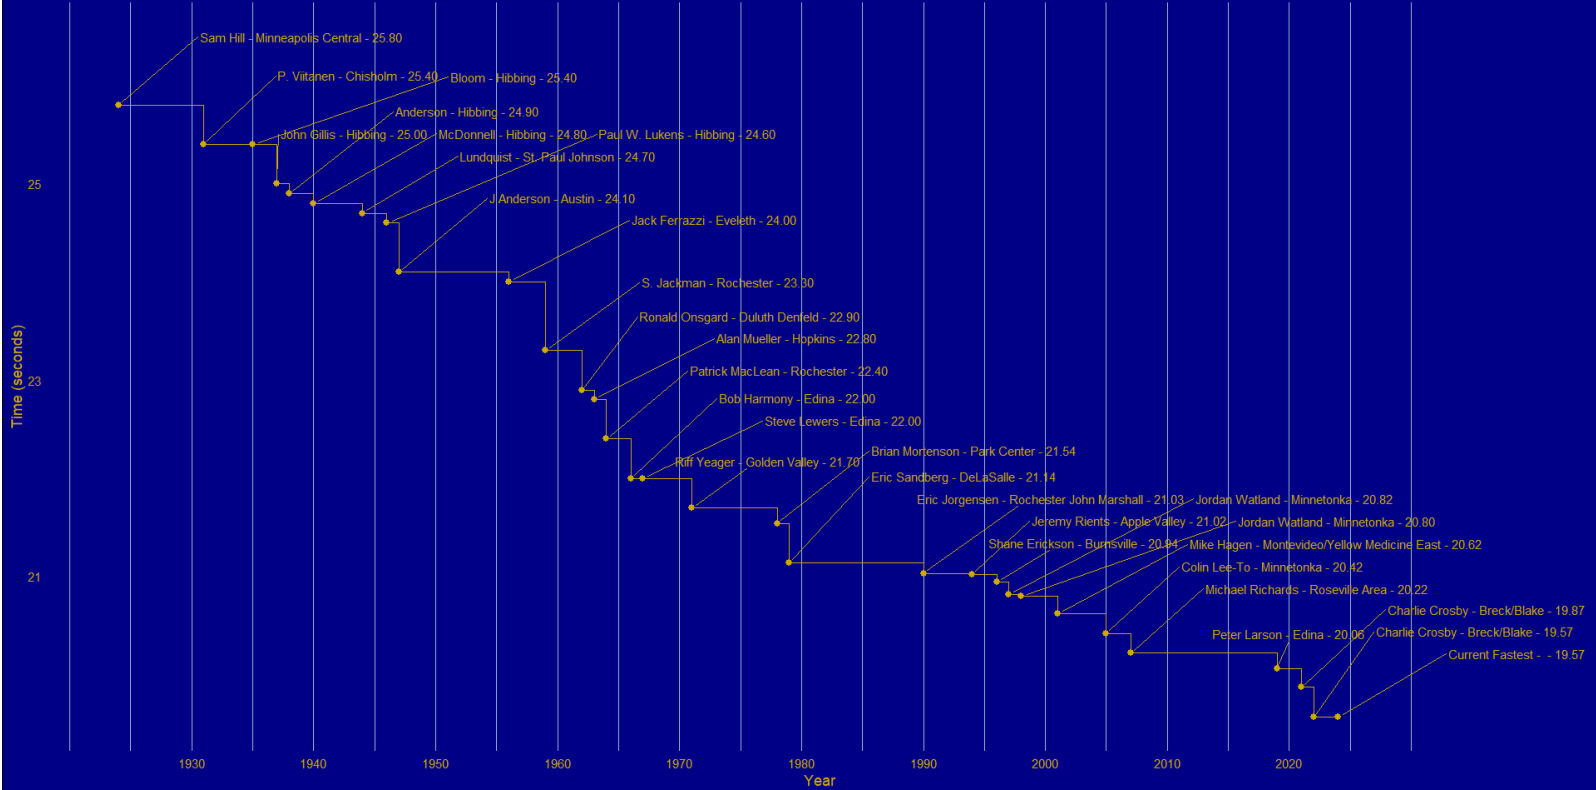 Sam Hill - Minneapolis Central - 25.80
P. Viitanen - Chisholm - 25.40
Bloom - Hibbing - 25.40
Anderson - Hibbing - 24.90
John Gillis - Hibbing - 25.00
McDonnell - Hibbing - 24.80
Paul W. Lukens - Hibbing - 24.60
Lundquist - St. Paul Johnson - 24.70
25
J Anderson - Austin - 24.10
Jack Ferrazzi - Eveleth - 24.00
S. Jackman - Rochester - 23.30
Ronald Onsgard - Duluth Denfeld - 22.90
Alan Mueller - Hopkins - 22.80
Time (seconds)
Patrick MacLean - Rochester - 22.40
23
Bob Harmony - Edina - 22.00
Steve Lewers - Edina - 22.00
Brian Mortenson - Park Center - 21.54
Riff Yeager - Golden Valley - 21.70
Eric Sandberg - DeLaSalle - 21.14
Eric Jorgensen - Rochester John Marshall - 21.03
Jordan Watland - Minnetonka - 20.82
Jeremy Rients - Apple Valley - 21.02
Jordan Watland - Minnetonka - 20.80
Shane Erickson - Burnsville - 20.94
Mike Hagen - Montevideo/Yellow Medicine East - 20.62
Colin Lee-To - Minnetonka - 20.42
21
Michael Richards - Roseville Area - 20.22
Charlie Crosby - Breck/Blake - 19.87
Peter Larson - Edina - 20.06
Charlie Crosby - Breck/Blake - 19.57
Current Fastest - - 19.57
1930 1940 1950 1960 1970 1980 1990 2000 2010 2020
Year